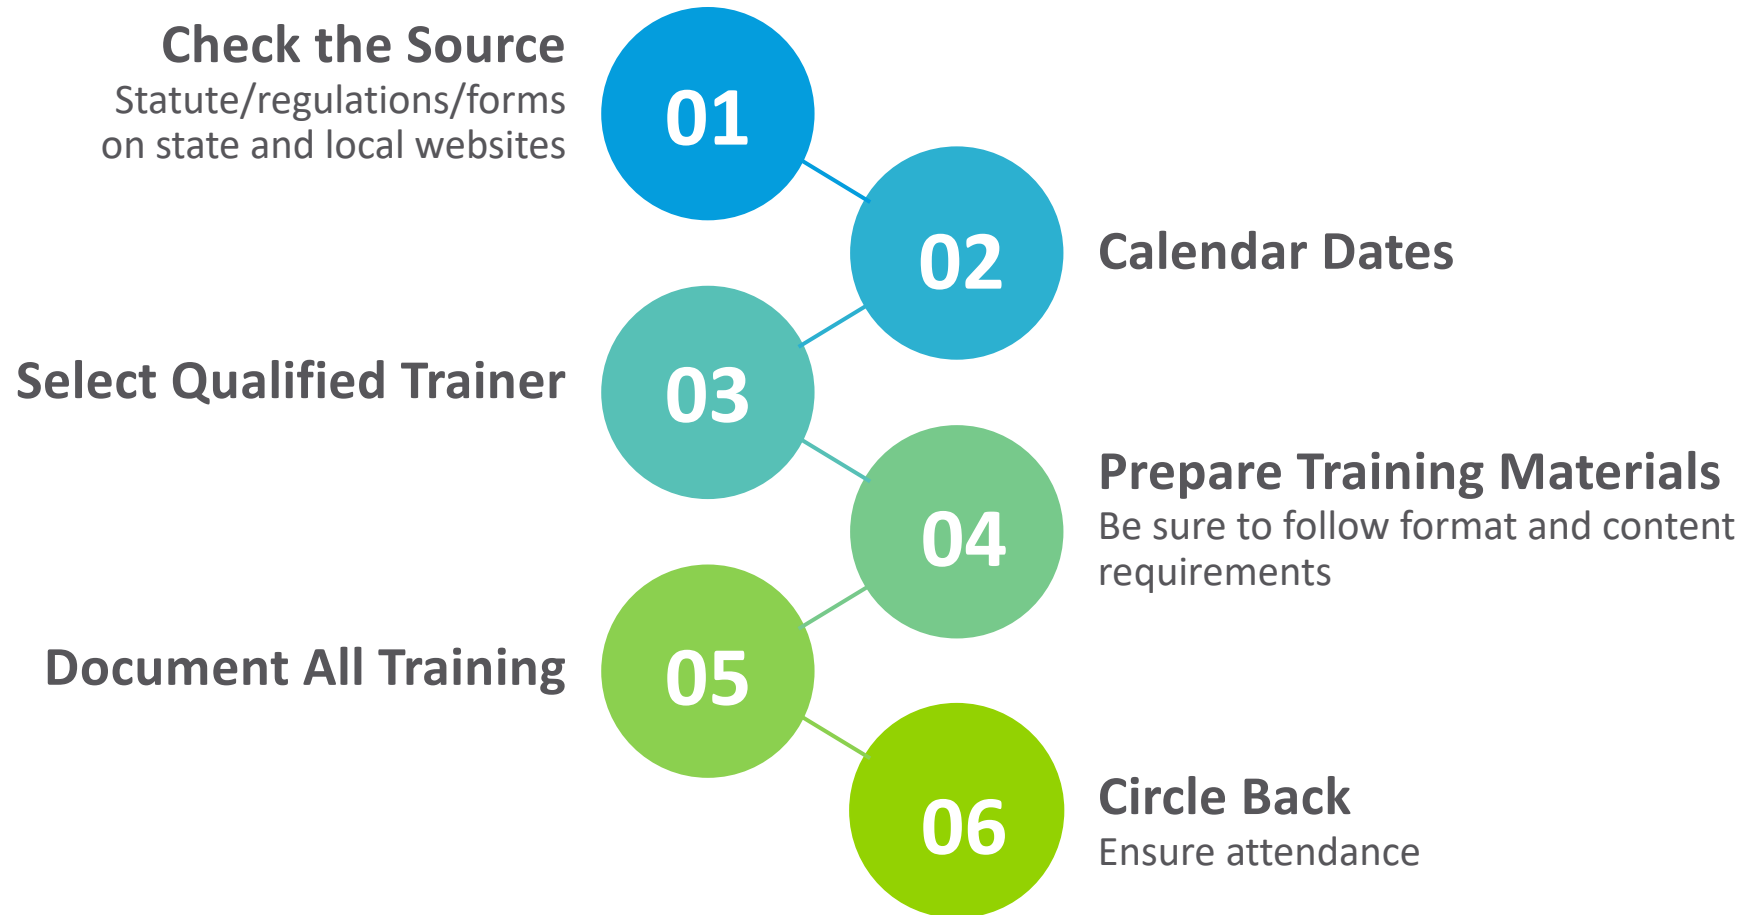 Check the Source
Statute/regulations/forms
on state and local websites
01
02
Calendar Dates
Select Qualified Trainer
03
04
Prepare Training Materials
Be sure to follow format and content
requirements
Document All Training
05
06
Circle Back
Ensure attendance